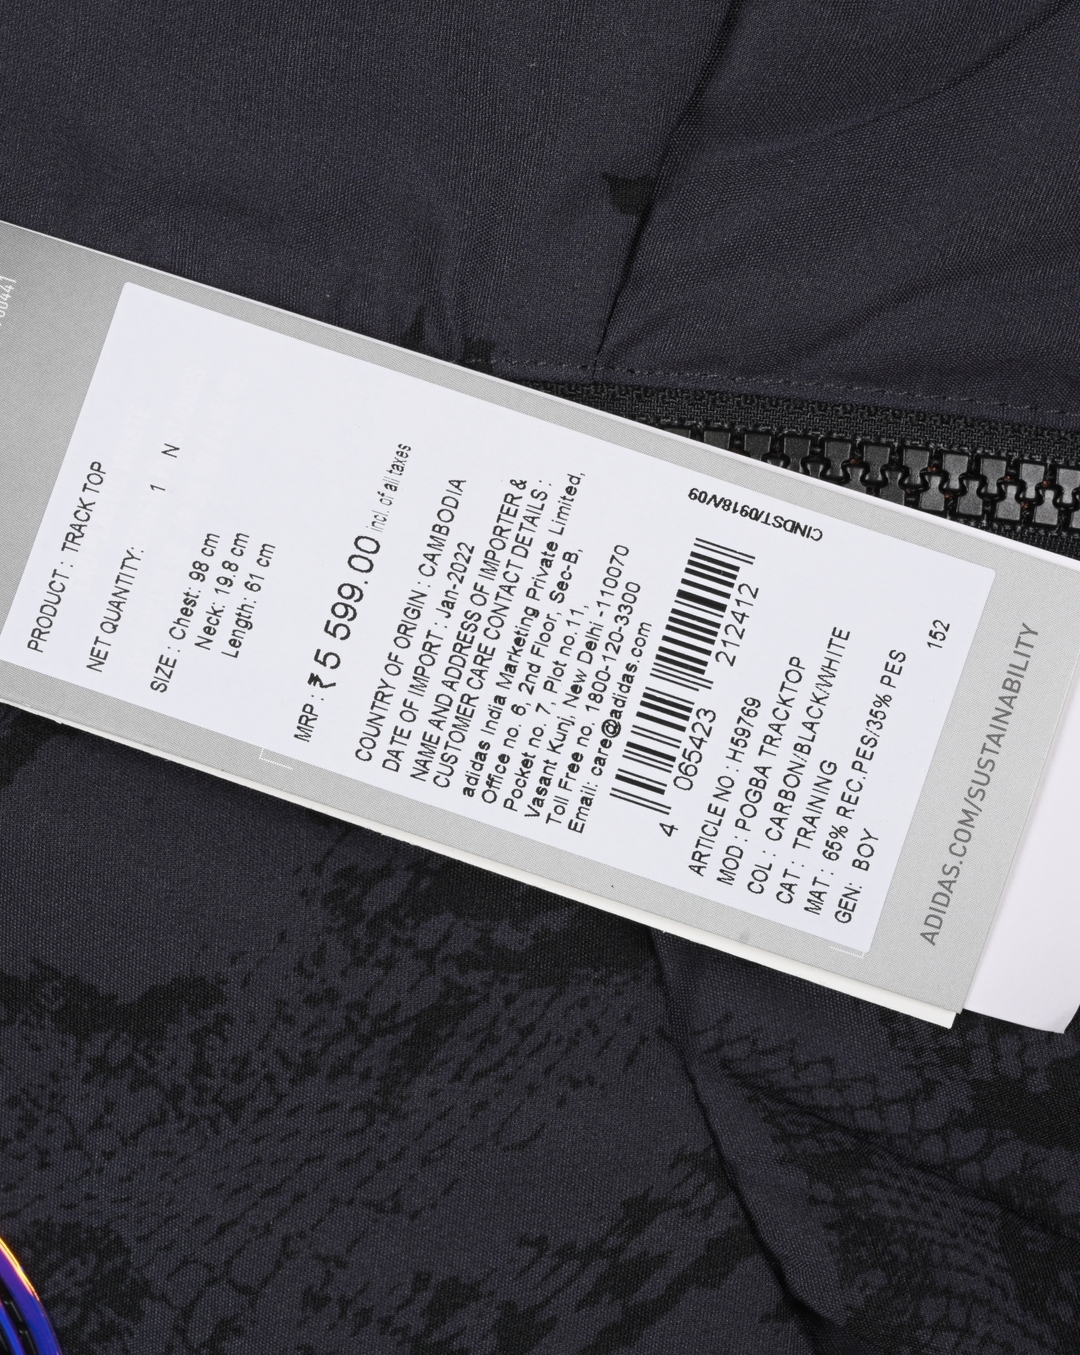 00441
PRODUCT : TRACK TOP
NET QUANTITY: 1 N
SIZE : Chest: 98 cm
Neck: 19.8 cm
Length: 61 cm
MRP : ₹5 599.00 incl. of all taxes
COUNTRY OF ORIGIN : CAMBODIA
DATE OF IMPORT : Jan-2022
NAME AND ADDRESS OF IMPORTER &
CUSTOMER CARE CONTACT DETAILS :
adidas India Marketing Private Limited,
Office no. 6, 2nd Floor, Sec-B,
Pocket no. 7, Plot no.11,
Vasant Kunj, New Delhi -110070
Toll Free no. 1800-120-3300
Email: care@adidas.com
CINDST/0918/V09
4 065423 212412
ARTICLE NO : H59769
MOD : POGBA TRACKTOP
COL : CARBON/BLACK/WHITE
CAT : TRAINING
MAT : 65% REC.PES/35% PES
GEN: BOY
152
ADIDAS.COM/SUSTAINABILITY